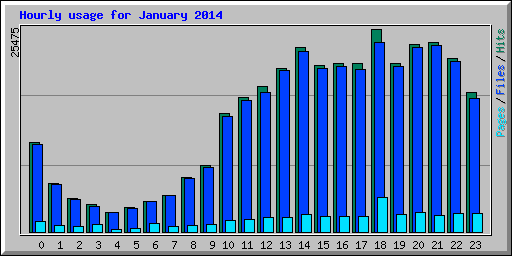 Hourly usage for January 2014
25475
Pages / Files / Hits
0 1 2 3 4 5 6 7 8 9 10 11 12 13 14 15 16 17 18 19 20 21 22 23